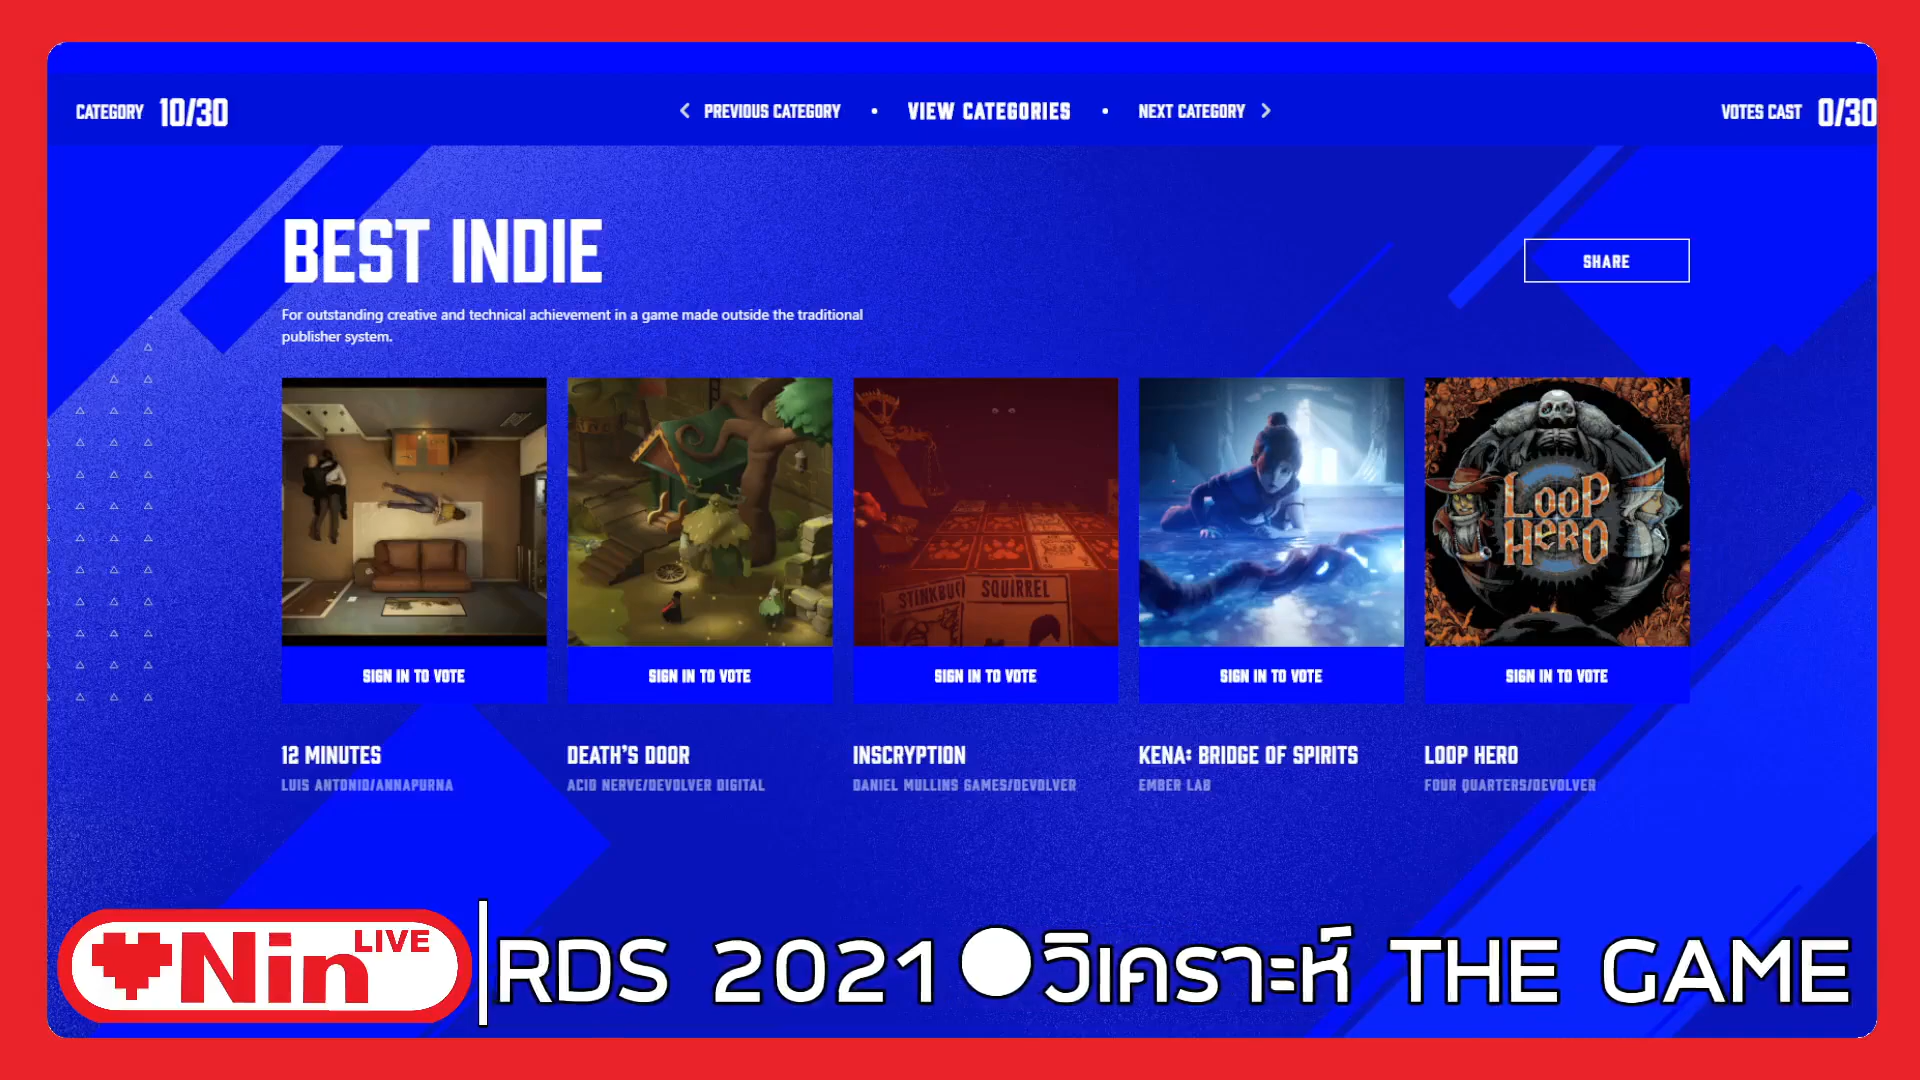 CATEGORY 10/30
PREVIOUS CATEGORY • VIEW CATEGORIES • NEXT CATEGORY
VOTES CAST 0/30
BEST INDIE
SHARE
For outstanding creative and technical achievement in a game made outside the traditional
publisher system.
STINKBU
SQUIRREL
LOOP
HERO
SIGN IN TO VOTE
SIGN IN TO VOTE
SIGN IN TO VOTE
SIGN IN TO VOTE
SIGN IN TO VOTE
12 MINUTES
LUIS ANTONIO/ANNAPURNA
DEATH'S DOOR
ACID NERVE/DEVOLVER DIGITAL
INSCRYPTION
DANIEL MULLINS GAMES/DEVOLVER
KENA: BRIDGE OF SPIRITS
EMBER LAB
LOOP HERO
FOUR QUARTERS/DEVOLVER
Nin LIVE
RDS 2021 ●วิเคราะห์ THE GAME